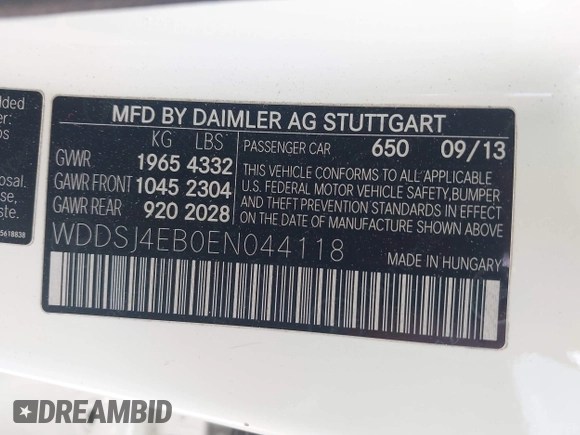 MFD BY DAIMLER AG STUTTGART
KG LBS PASSENGER CAR 650 09/13
GVWR 1965 4332
GAWR FRONT 1045 2304
GAWR REAR 920 2028
THIS VEHICLE CONFORMS TO ALL APPLICABLE
U.S. FEDERAL MOTOR VEHICLE SAFETY, BUMPER
AND THEFT PREVENTION STANDARDS IN EFFECT
ON THE DATE OF MANUFACTURE SHOWN ABOVE.
WDDSJ4EB0EN044118
MADE IN HUNGARY
5618838
DREAMBID